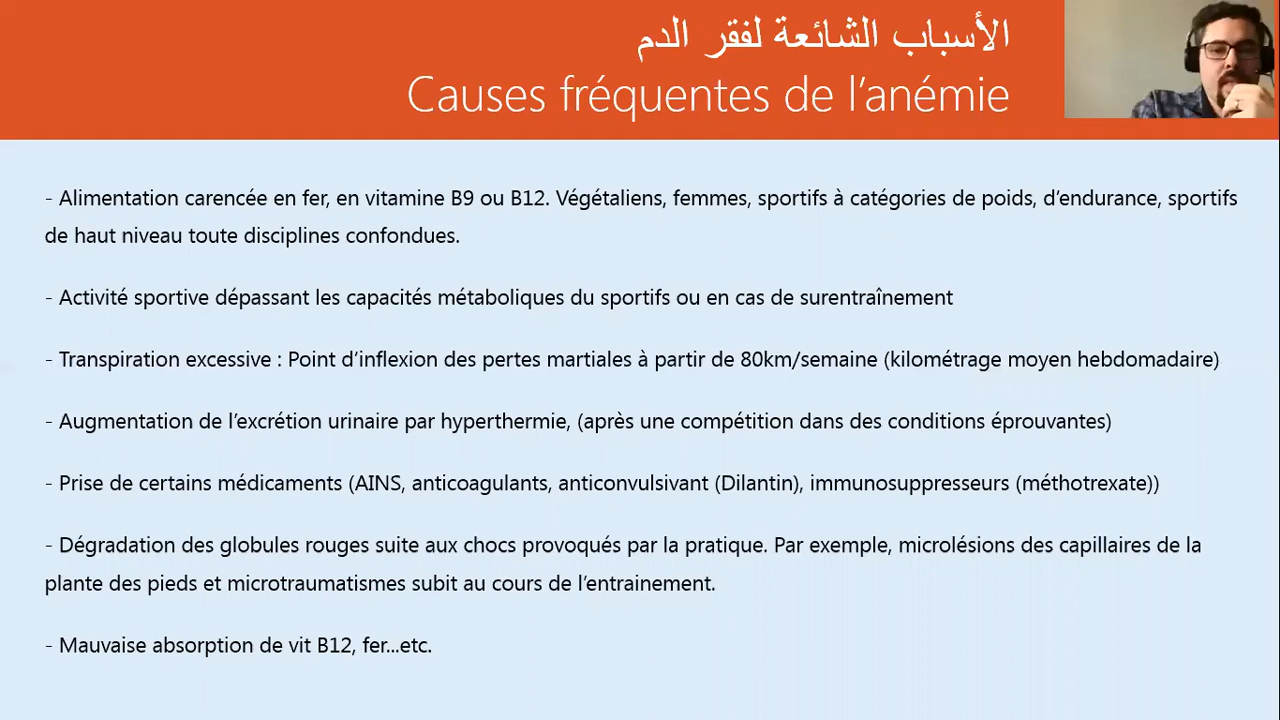 الأسباب الشائعة لفقر الدم
Causes fréquentes de l’anémie
- Alimentation carencée en fer, en vitamine B9 ou B12. Végétaliens, femmes, sportifs à catégories de poids, d’endurance, sportifs
de haut niveau toute disciplines confondues.
- Activité sportive dépassant les capacités métaboliques du sportifs ou en cas de surentraînement
- Transpiration excessive : Point d’inflexion des pertes martiales à partir de 80km/semaine (kilométrage moyen hebdomadaire)
- Augmentation de l’excrétion urinaire par hyperthermie, (après une compétition dans des conditions éprouvantes)
- Prise de certains médicaments (AINS, anticoagulants, anticonvulsivant (Dilantin), immunosuppresseurs (méthotrexate))
- Dégradation des globules rouges suite aux chocs provoqués par la pratique. Par exemple, microlésions des capillaires de la
plante des pieds et microtraumatismes subit au cours de l’entrainement.
- Mauvaise absorption de vit B12, fer...etc.